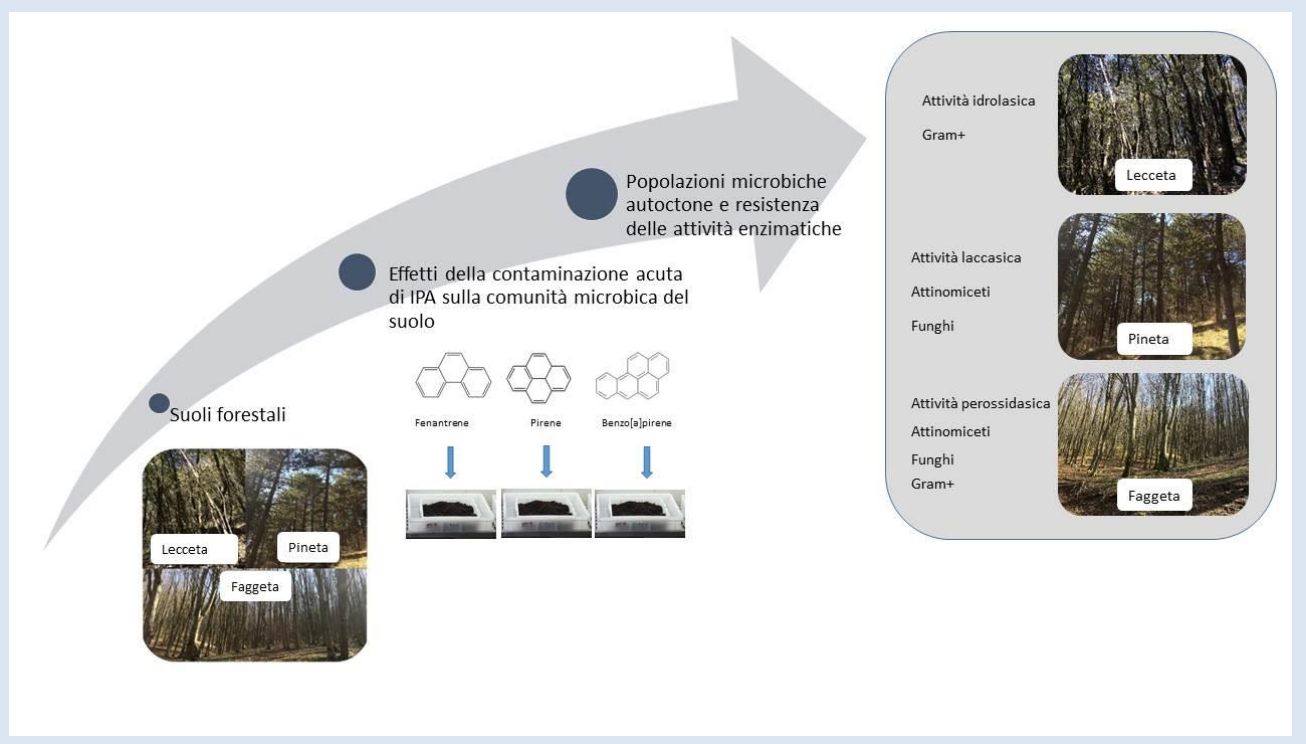 Suoli forestali
Lecceta
Pineta
Faggeta
Effetti della contaminazione acuta
di IPA sulla comunità microbica del
suolo
Fenantrene
Pirene
Benzo[a]pirene
Popolazioni microbiche
autoctone e resistenza
delle attività enzimatiche
Attività idrolasica
Gram+
Lecceta
Attività laccasica
Attinomiceti
Funghi
Pineta
Attività perossidasica
Attinomiceti
Funghi
Gram+
Faggeta